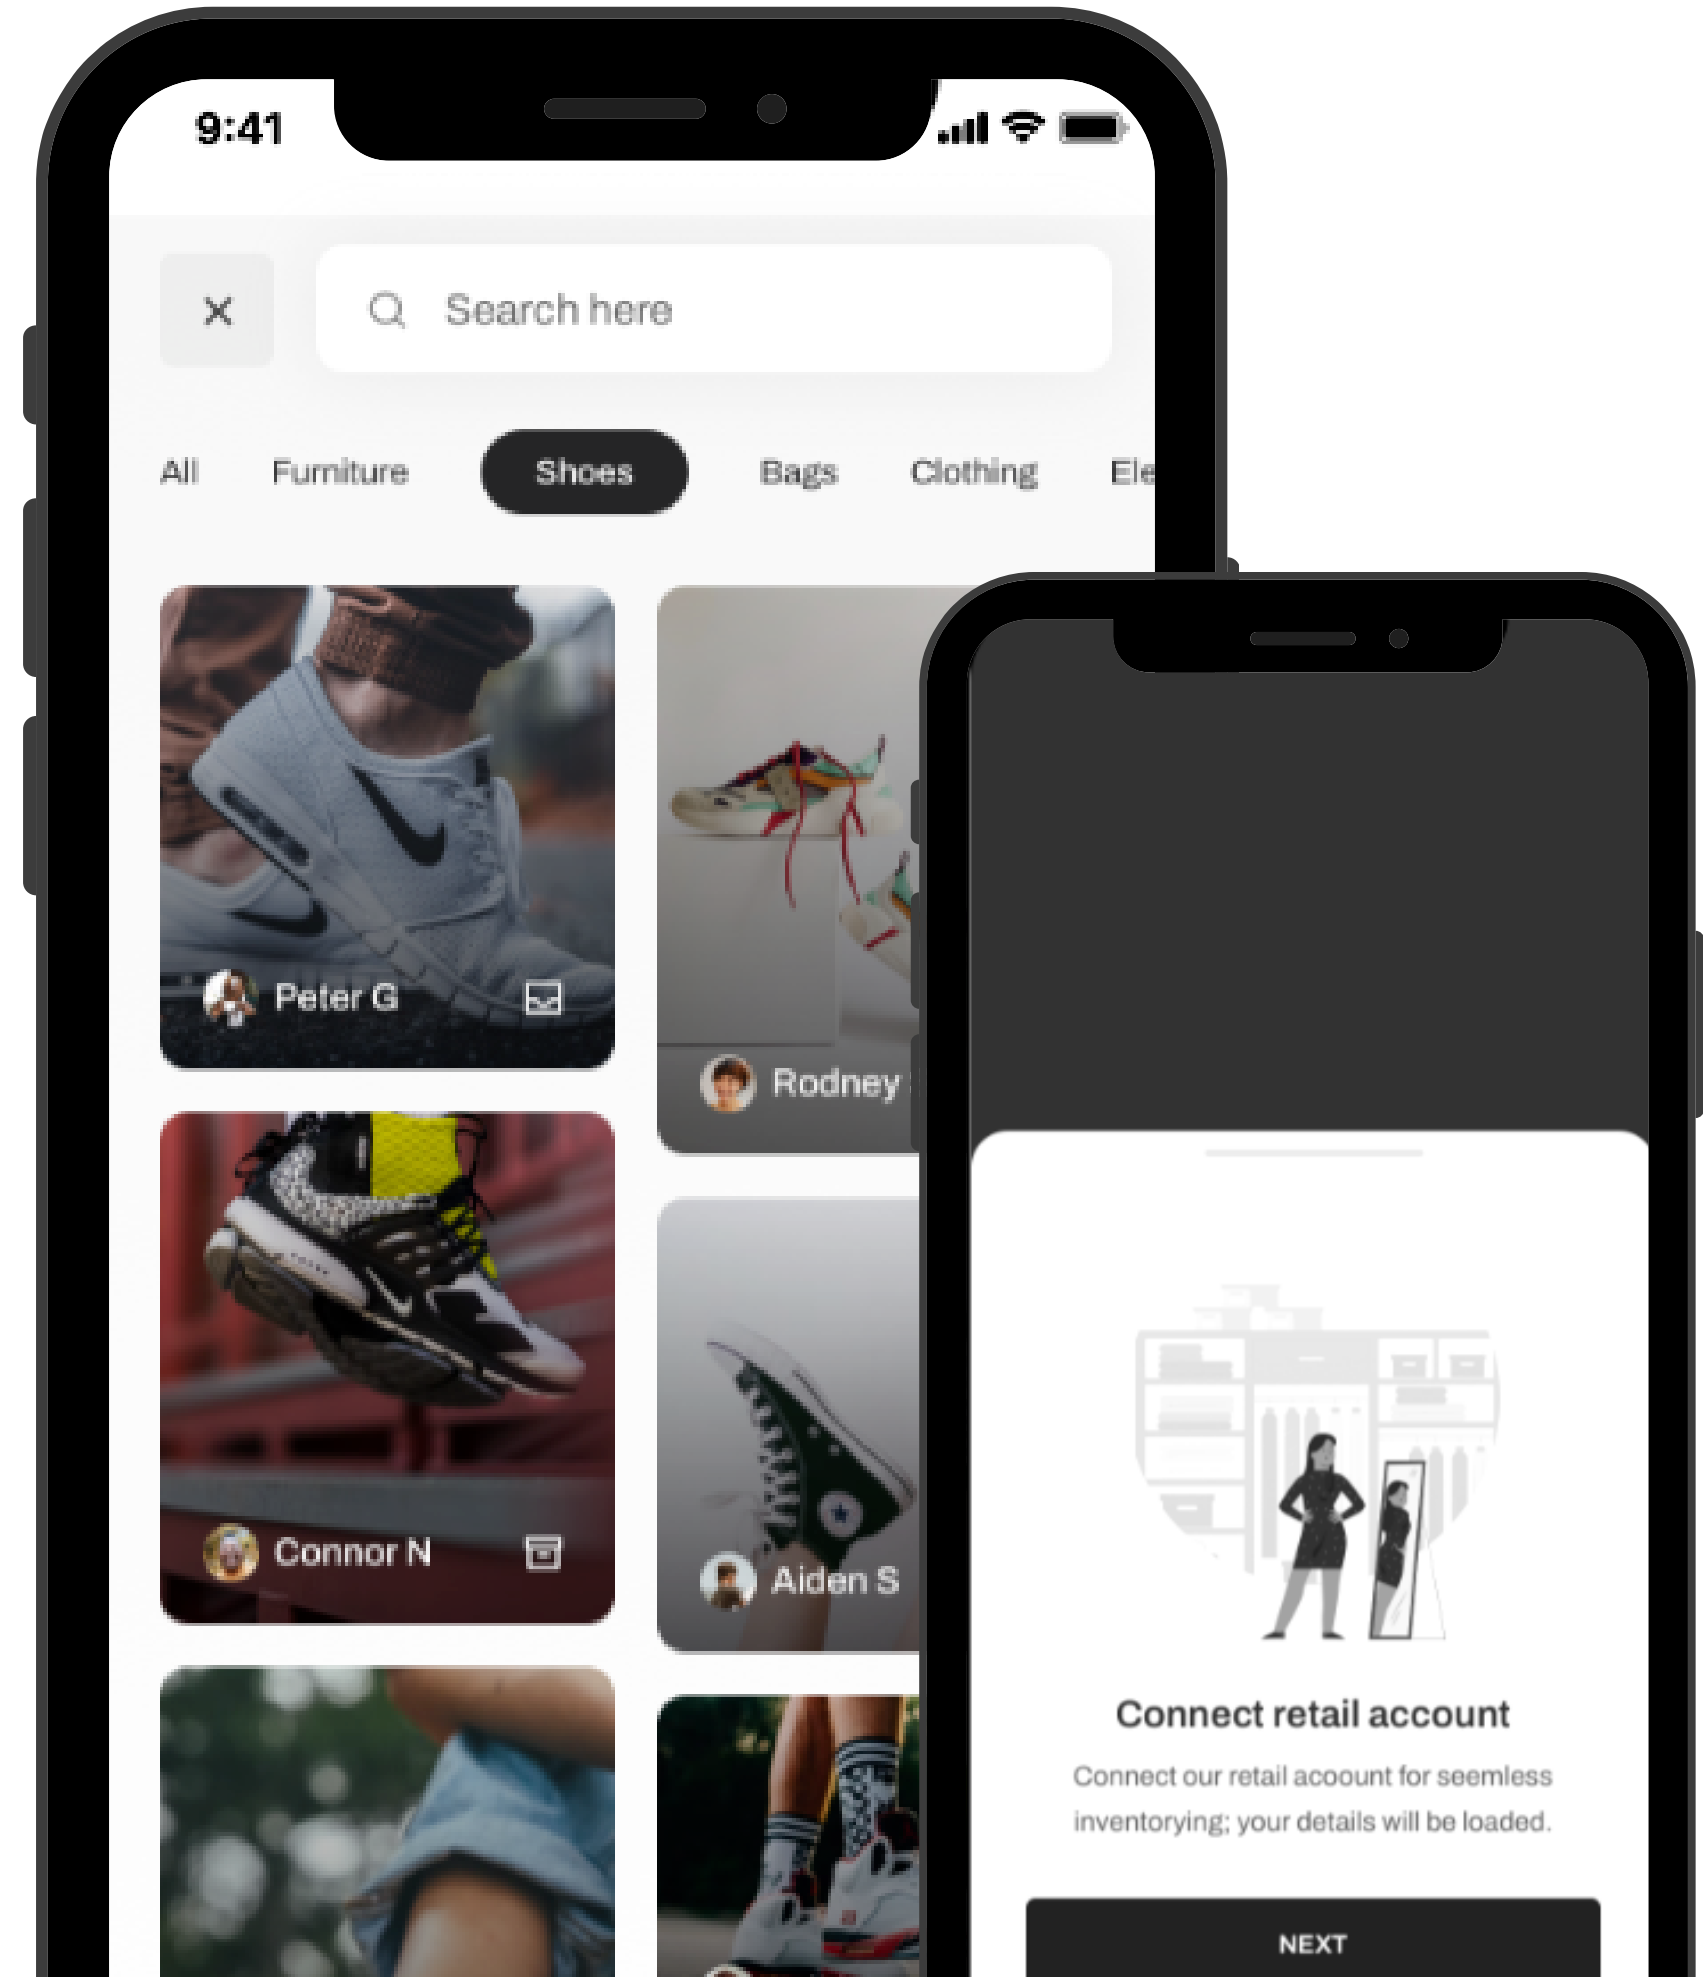 9:41
Search here
All Furniture Shoes Bags Clothing Ele
Peter G
Rodney
Connor N
Aiden S
Connect retail account
Connect our retail acoount for seemless
inventorying; your details will be loaded.
NEXT